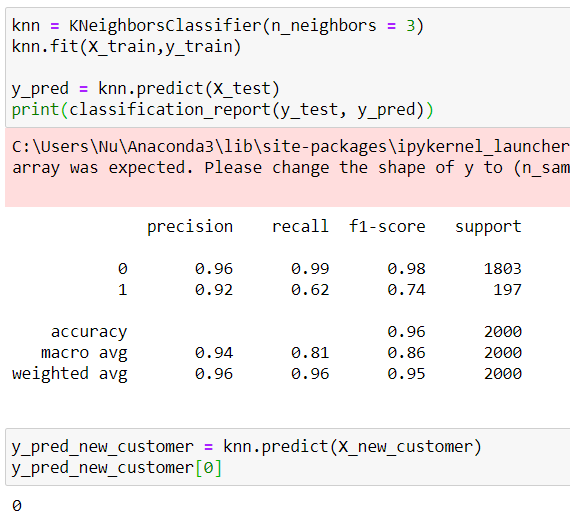 knn = KNeighborsClassifier(n_neighbors = 3)
knn.fit(X_train,y_train)
y_pred = knn.predict(X_test)
print(classification_report(y_test, y_pred))
C:\Users\Nu\Anaconda3\lib\site-packages\ipykernel_launcher
array was expected. Please change the shape of y to (n_sam
precision recall f1-score support
0 0.96 0.99 0.98 1803
1 0.92 0.62 0.74 197
accuracy 0.96 2000
macro avg 0.94 0.81 0.86 2000
weighted avg 0.96 0.96 0.95 2000
y_pred_new_customer = knn.predict(X_new_customer)
y_pred_new_customer[0]
0